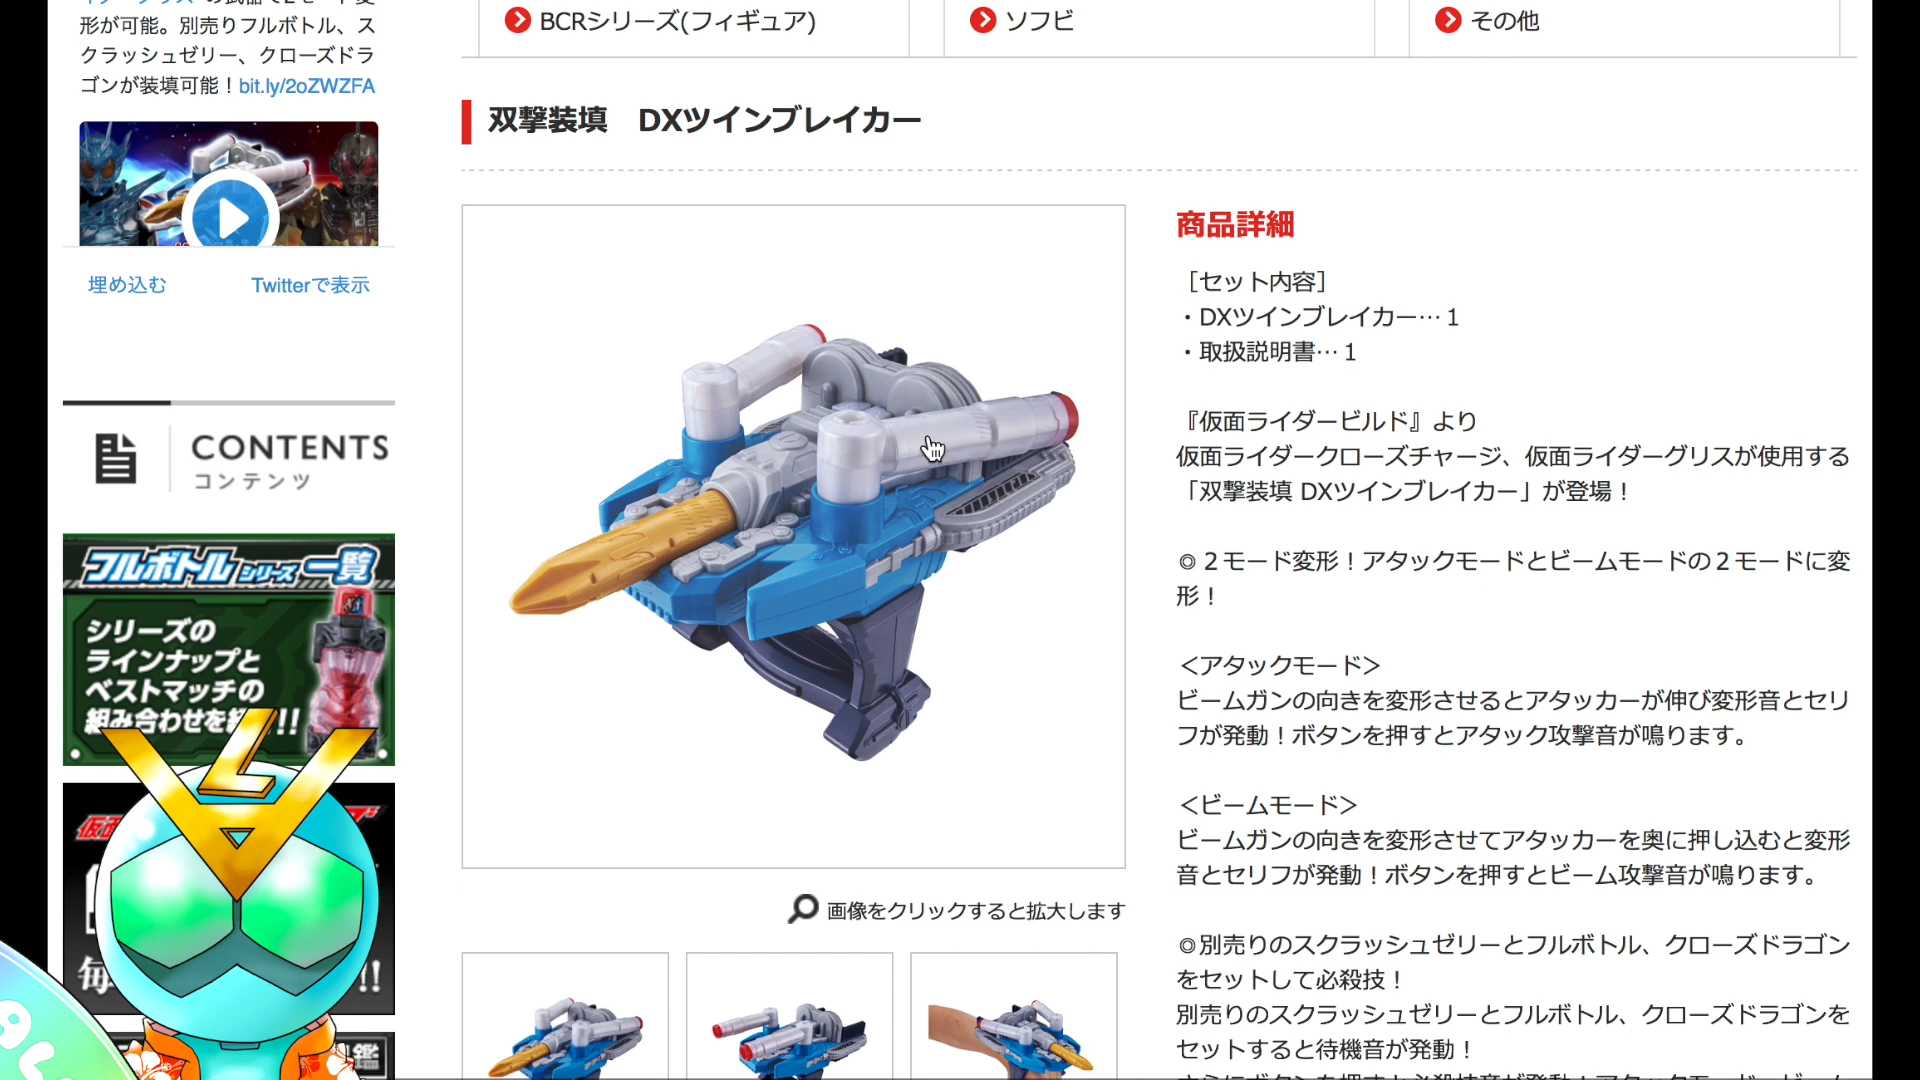 形が可能。別売りフルボトル、ス
クラッシュゼリー、クローズドラ
ゴンが装填可能！bit.ly/2oZWZFA
埋め込む
Twitterで表示
CONTENTS
コンテンツ
フルボトルシリーズ一覧
シリーズの
ラインナップと
ベストマッチの
組み合わせを
!!
仮面
毎
!!
鑑
BCRシリーズ(フィギュア)
ソフビ
その他
双撃装填　DXツインブレイカー
画像をクリックすると拡大します
商品詳細
［セット内容］
・DXツインブレイカー…１
・取扱説明書…１
『仮面ライダービルド』より
仮面ライダークローズチャージ、仮面ライダーグリスが使用する
「双撃装填 DXツインブレイカー」が登場！
◎２モード変形！アタックモードとビームモードの２モードに変
形！
＜アタックモード＞
ビームガンの向きを変形させるとアタッカーが伸び変形音とセリ
フが発動！ボタンを押すとアタック攻撃音が鳴ります。
＜ビームモード＞
ビームガンの向きを変形させてアタッカーを奥に押し込むと変形
音とセリフが発動！ボタンを押すとビーム攻撃音が鳴ります。
◎別売りのスクラッシュゼリーとフルボトル、クローズドラゴン
をセットして必殺技！
別売りのスクラッシュゼリーとフルボトル、クローズドラゴンを
セットすると待機音が発動！